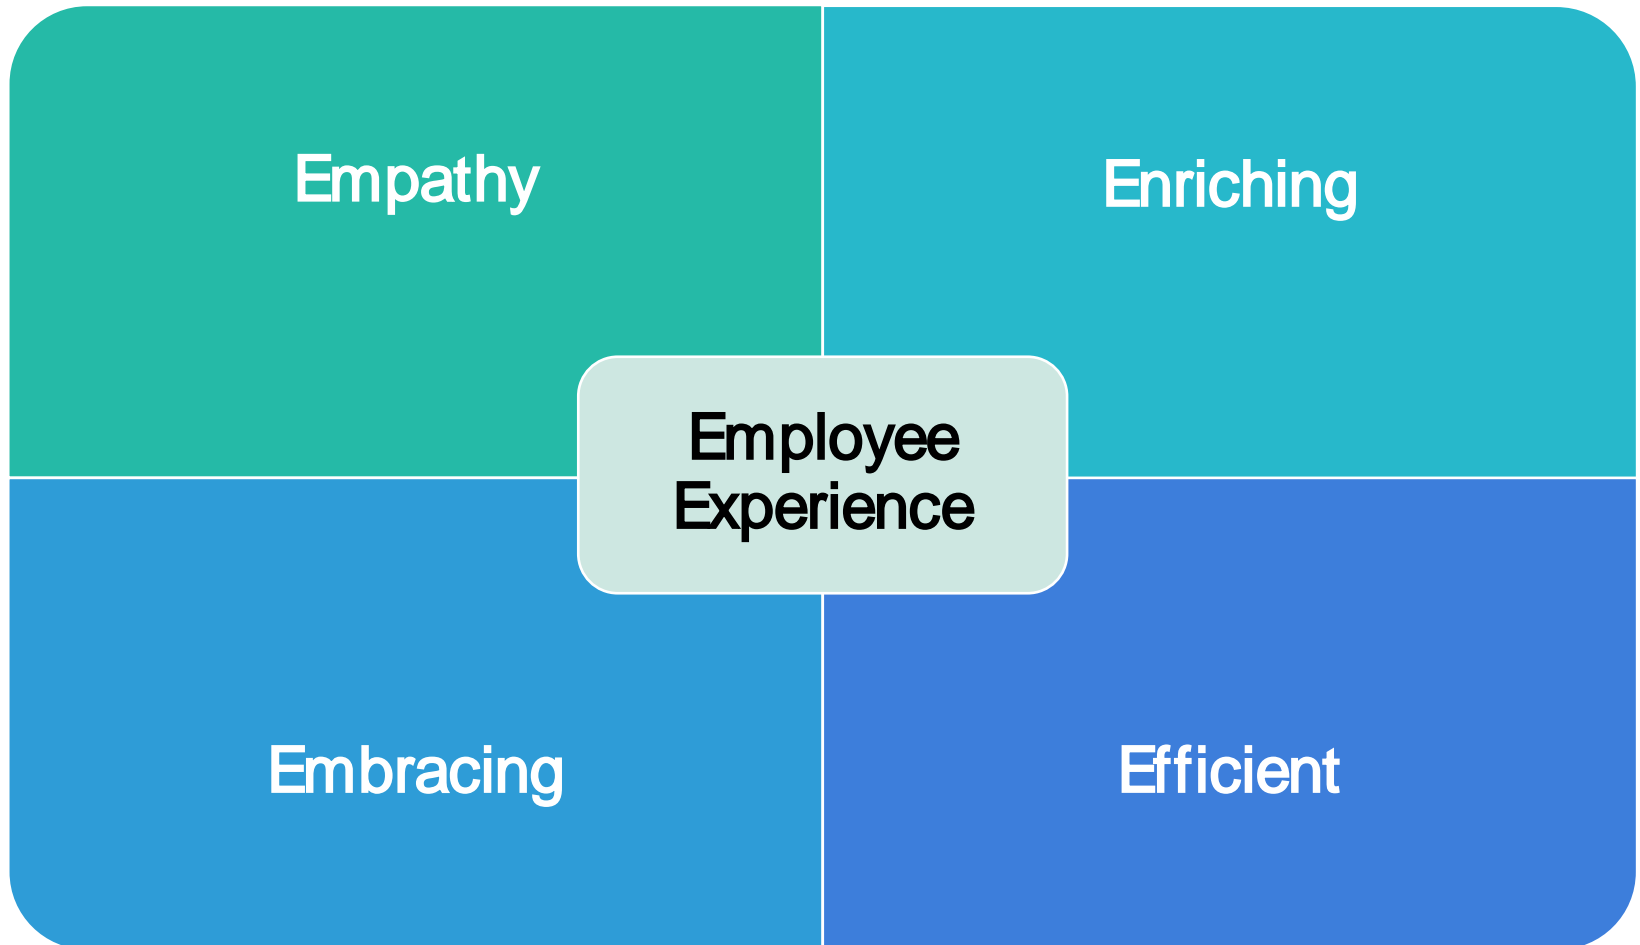 Empathy
Enriching
Employee
Experience
Embracing
Efficient